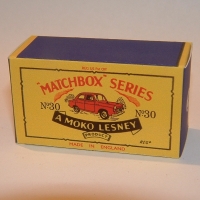 "MATCHBOX" SERIES
No30 No30
A MOKO LESNEY
PRODUCT
MADE IN ENGLAND